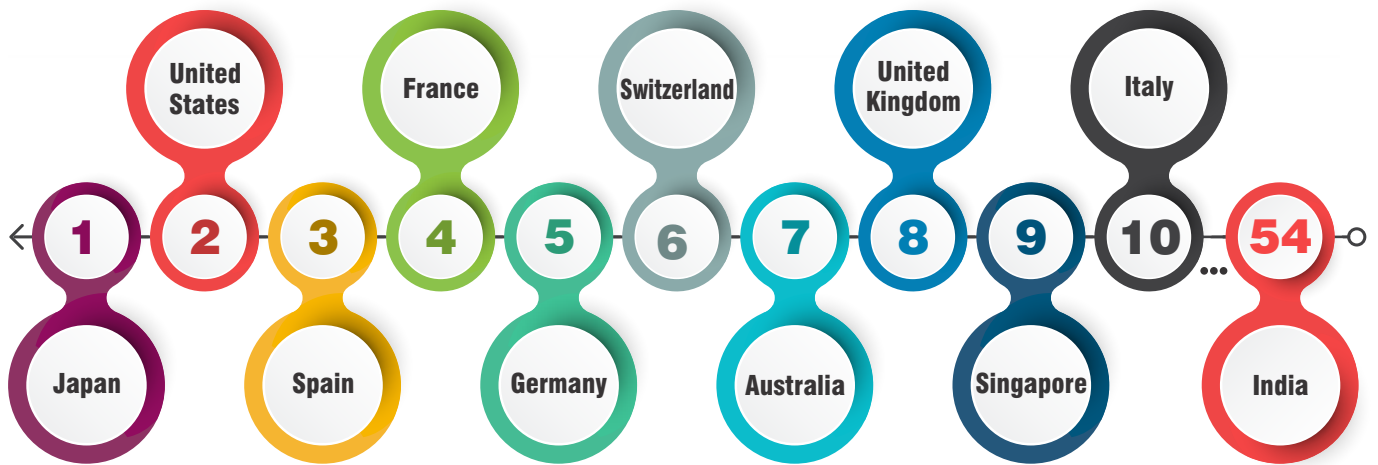 United
States
France
Switzerland
United
Kingdom
Italy
1 2 3 4 5 6 7 8 9 10 ... 54
Japan
Spain
Germany
Australia
Singapore
India